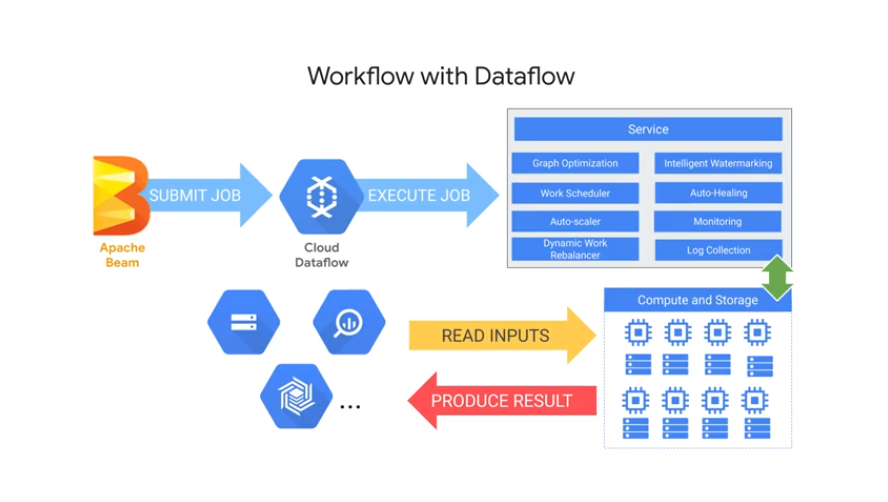 Workflow with Dataflow
SUBMIT JOB
EXECUTE JOB
Apache
Beam
Cloud
Dataflow
Service
Graph Optimization
Intelligent Watermarking
Work Scheduler
Auto-Healing
Auto-scaler
Monitoring
Dynamic Work
Rebalancer
Log Collection
Compute and Storage
READ INPUTS
PRODUCE RESULT
...